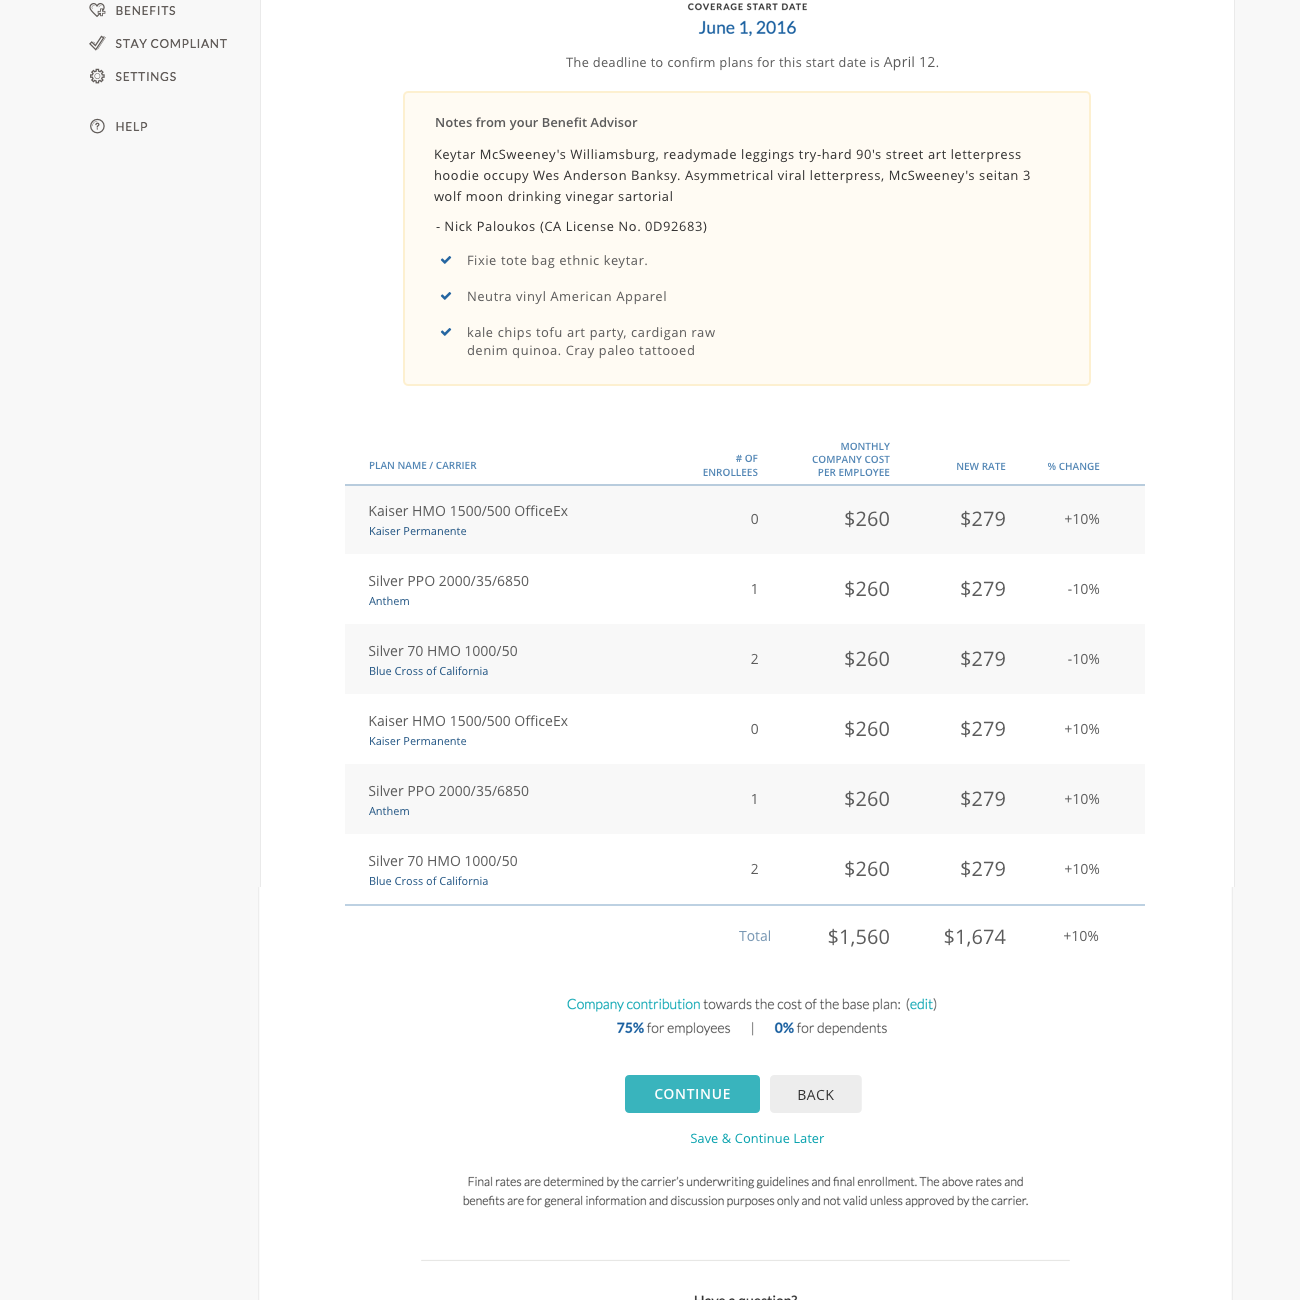 BENEFITS
STAY COMPLIANT
SETTINGS
HELP
COVERAGE START DATE
June 1, 2016
The deadline to confirm plans for this start date is April 12.
Notes from your Benefit Advisor
Keytar McSweeney's Williamsburg, readymade leggings try-hard 90's street art letterpress
hoodie occupy Wes Anderson Banksy. Asymmetrical viral letterpress, McSweeney's seitan 3
wolf moon drinking vinegar sartorial
- Nick Paloukos (CA License No. 0D92683)
Fixie tote bag ethnic keytar.
Neutra vinyl American Apparel
kale chips tofu art party, cardigan raw
denim quinoa. Cray paleo tattooed
PLAN NAME / CARRIER
# OF
ENROLLEES
MONTHLY
COMPANY COST
PER EMPLOYEE
NEW RATE
% CHANGE
Kaiser HMO 1500/500 OfficeEx
Kaiser Permanente
0 $260 $279 +10%
Silver PPO 2000/35/6850
Anthem
1 $260 $279 -10%
Silver 70 HMO 1000/50
Blue Cross of California
2 $260 $279 -10%
Kaiser HMO 1500/500 OfficeEx
Kaiser Permanente
0 $260 $279 +10%
Silver PPO 2000/35/6850
Anthem
1 $260 $279 +10%
Silver 70 HMO 1000/50
Blue Cross of California
2 $260 $279 +10%
Total $1,560 $1,674 +10%
Company contribution towards the cost of the base plan: (edit)
75% for employees | 0% for dependents
CONTINUE
BACK
Save & Continue Later
Final rates are determined by the carrier's underwriting guidelines and final enrollment. The above rates and
benefits are for general information and discussion purposes only and not valid unless approved by the carrier.
Have a question?